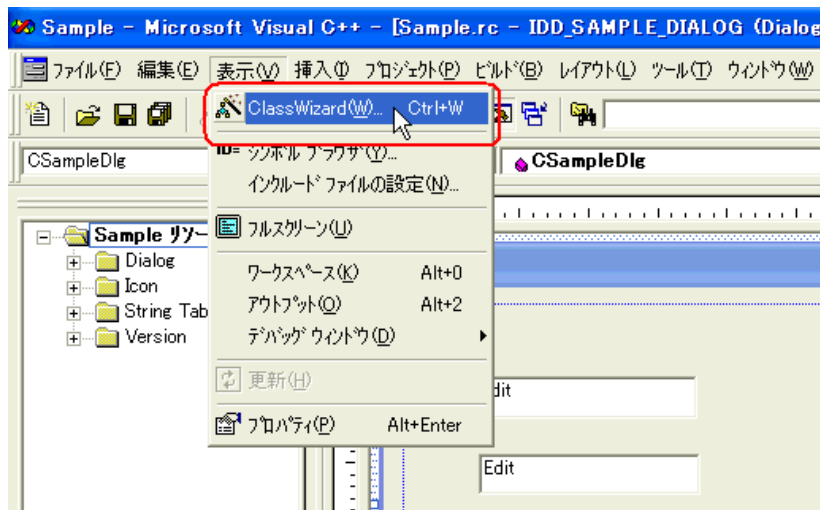 Sample - Microsoft Visual C++ - [Sample.rc - IDD_SAMPLE_DIALOG (Dialog
ﾌｧｲﾙ(F) 編集(E) 表示(V) 挿入(I) ﾌﾟﾛｼﾞｪｸﾄ(P) ﾋﾞﾙﾄﾞ(B) ﾚｲｱｳﾄ(L) ﾂｰﾙ(T) ｳｨﾝﾄﾞｳ(W)
ClassWizard(W)... Ctrl+W
CSampleDlg
ID= ｼﾝﾎﾞﾙ ﾌﾞﾗｳｻﾞ(Y)...
CSampleDlg
ｲﾝｸﾙｰﾄﾞ ﾌｧｲﾙの設定(N)...
ﾌﾙｽｸﾘｰﾝ(U)
ﾜｰｸｽﾍﾟｰｽ(K) Alt+0
ｱｳﾄﾌﾟｯﾄ(O) Alt+2
ﾃﾞﾊﾞｯｸﾞ ｳｨﾝﾄﾞｳ(D)
更新(H)
ﾌﾟﾛﾊﾟﾃｨ(P) Alt+Enter
Sample ﾘｿｰ
Dialog
Icon
String Tab
Version
dit
Edit